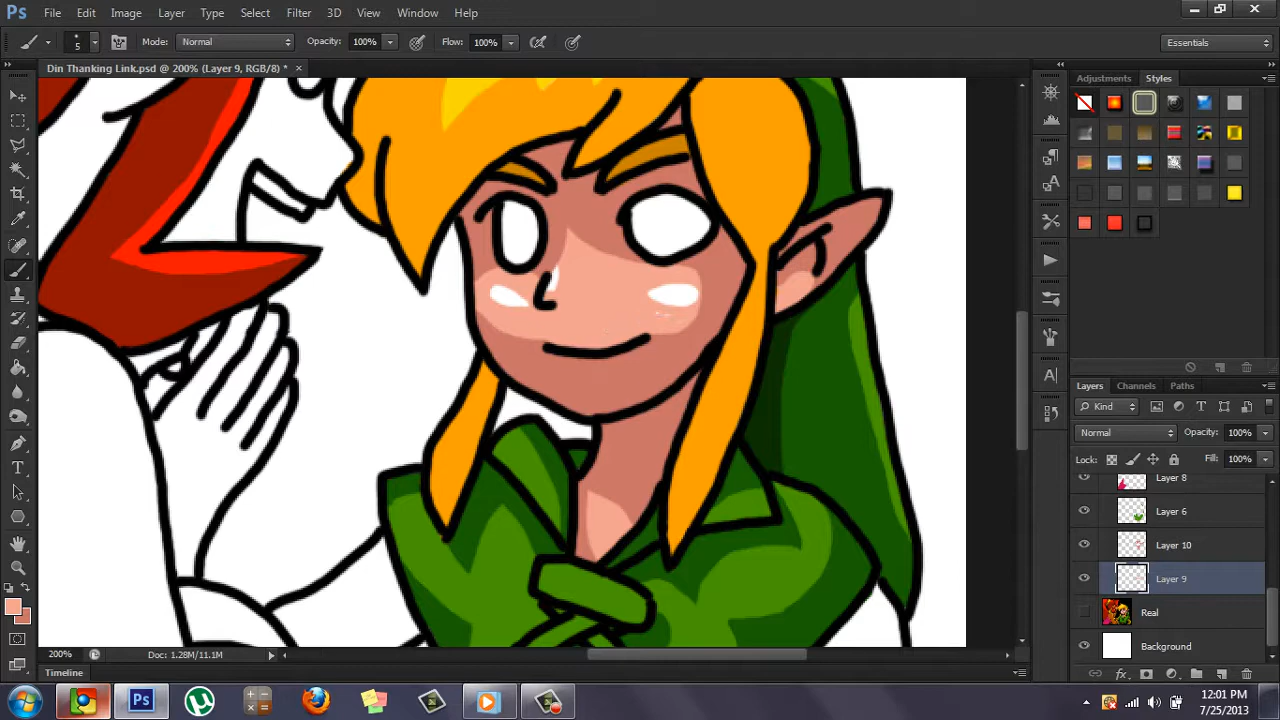 Ps File Edit Image Layer Type Select Filter 3D View Window Help
5 Mode: Normal Opacity: 100% Flow: 100% Essentials
Din Thanking Link.psd @ 200% (Layer 9, RGB/8) * ×
Adjustments Styles
Layers Channels Paths
Kind
Normal Opacity: 100%
Lock: Fill: 100%
Layer 8
Layer 6
Layer 10
Layer 9
Real
Background
200% Doc: 1.28M/11.1M
Timeline
Ps
12:01 PM
7/25/2013